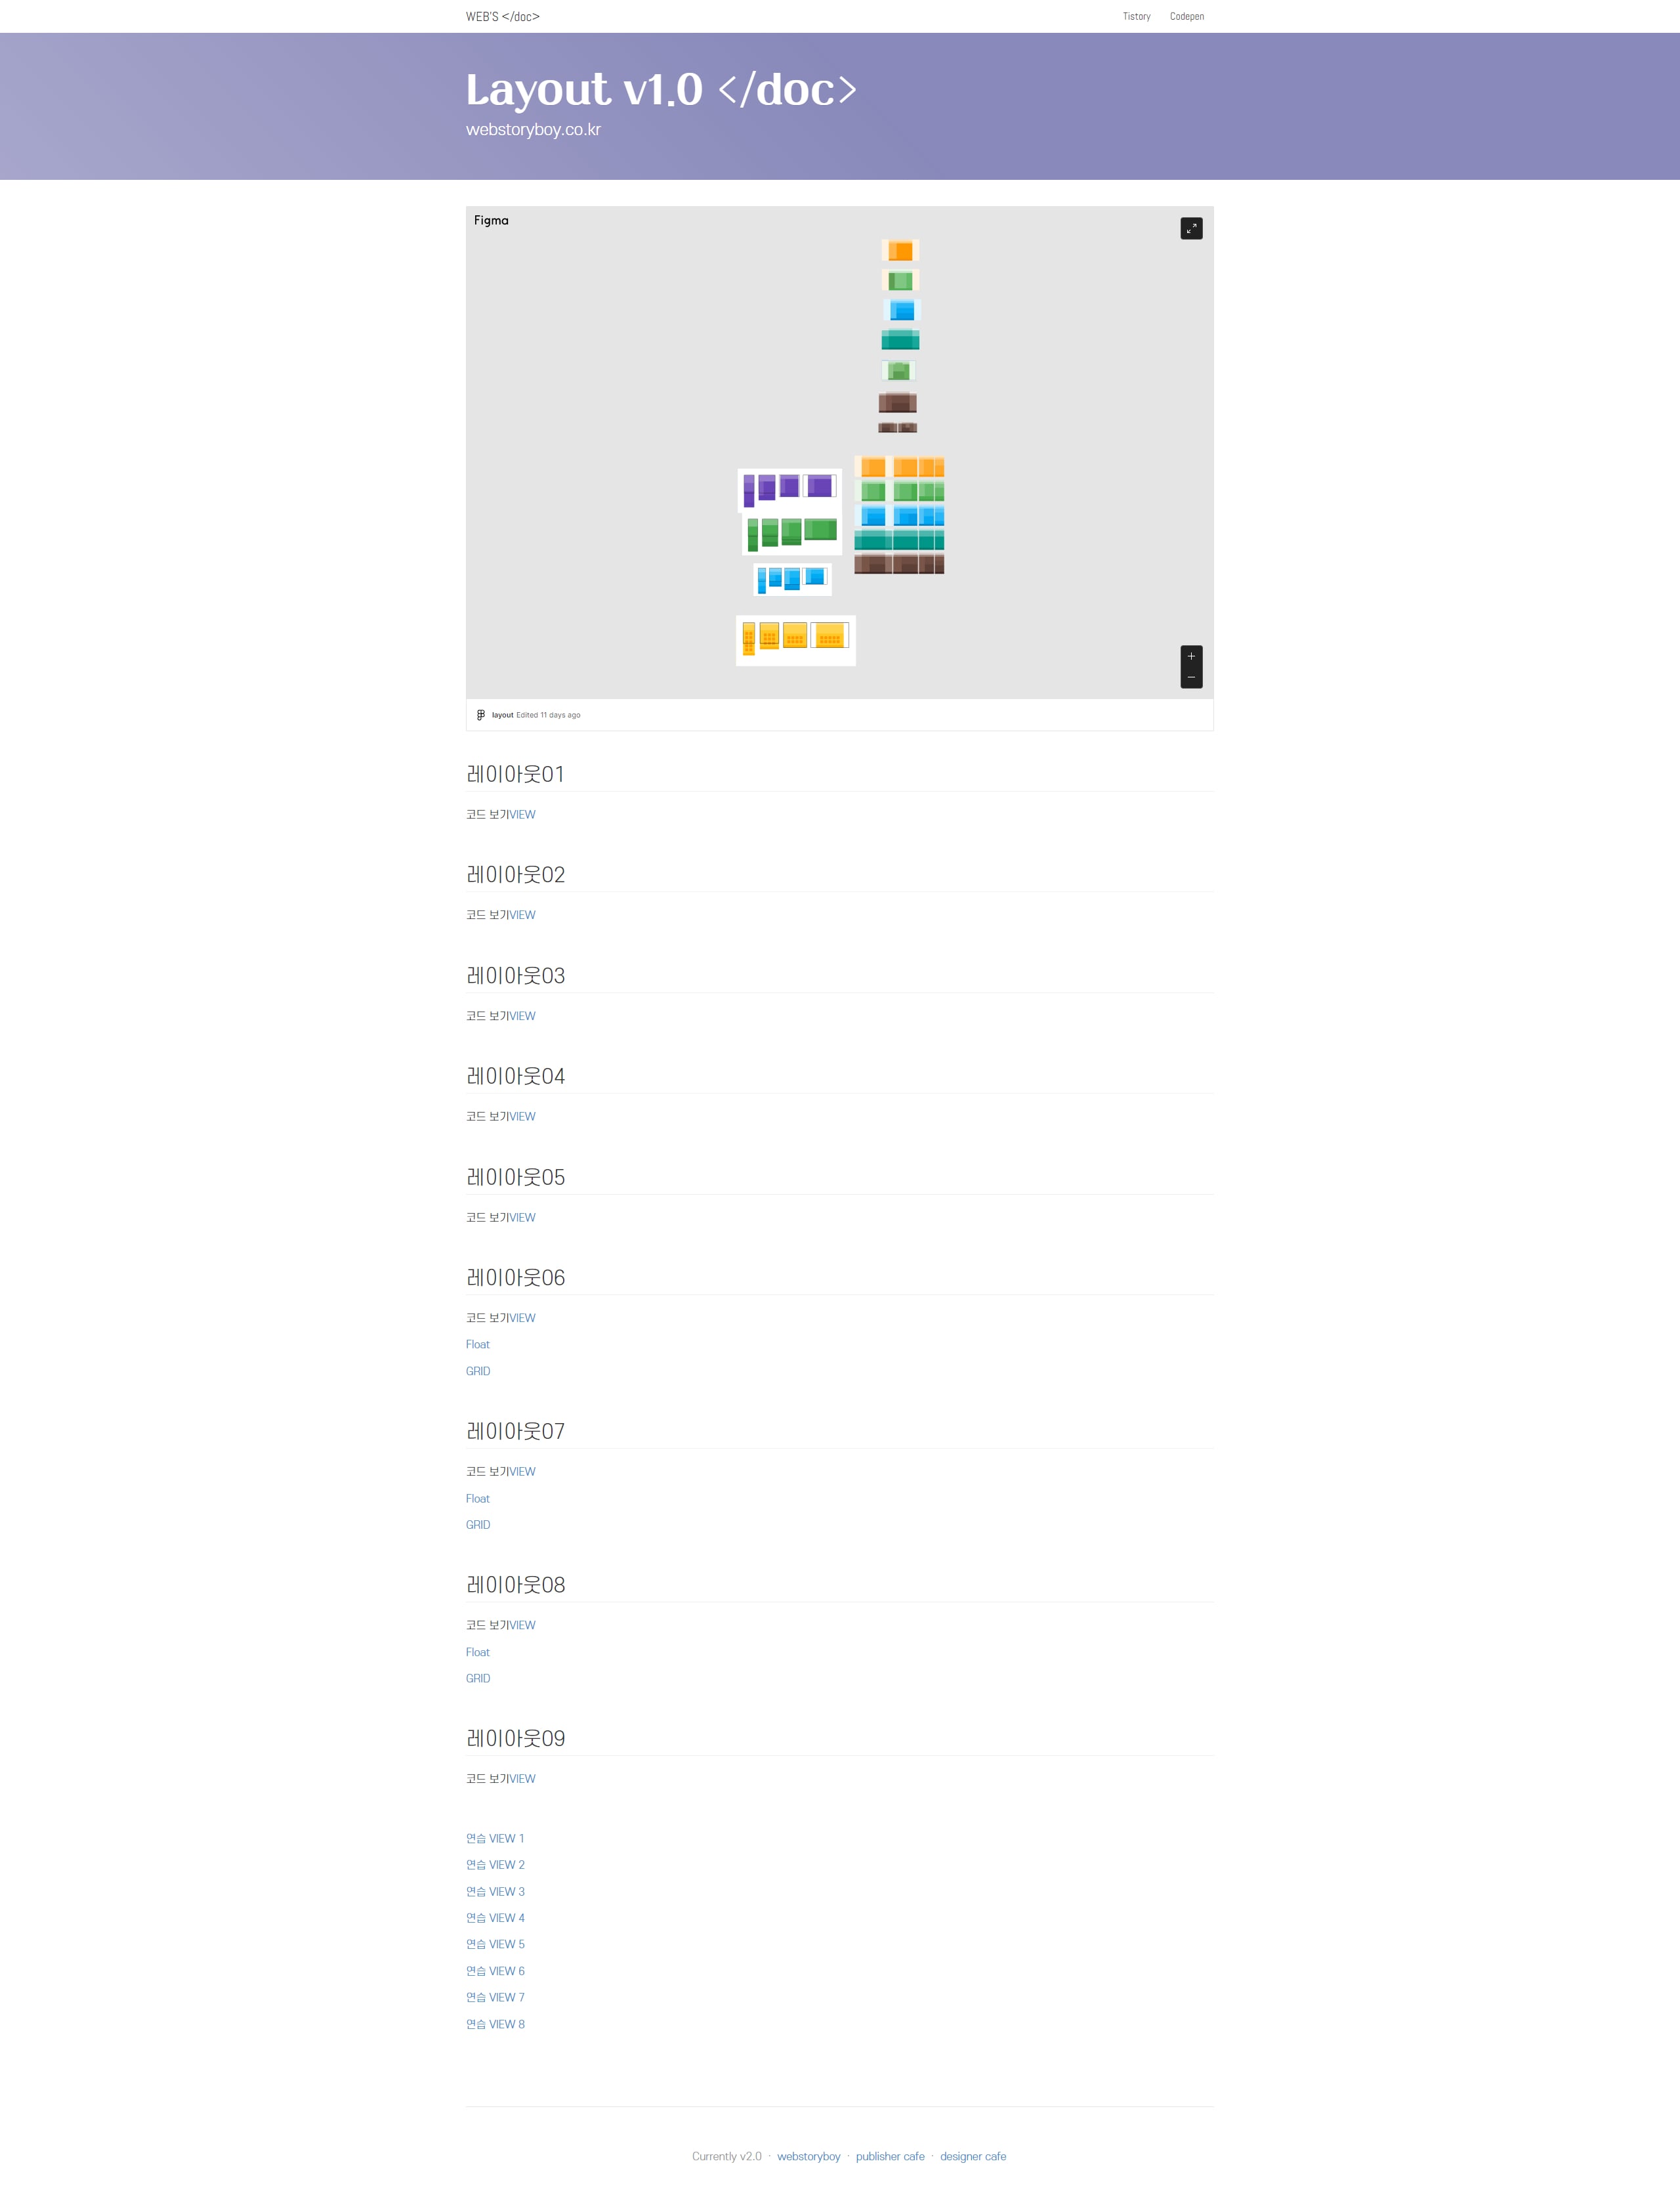 WEB'S </doc>
Tistory Codepen
Layout v1.0 </doc>
webstoryboy.co.kr
Figma
layout Edited 11 days ago
레이아웃01
코드 보기VIEW
레이아웃02
코드 보기VIEW
레이아웃03
코드 보기VIEW
레이아웃04
코드 보기VIEW
레이아웃05
코드 보기VIEW
레이아웃06
코드 보기VIEW
Float
GRID
레이아웃07
코드 보기VIEW
Float
GRID
레이아웃08
코드 보기VIEW
Float
GRID
레이아웃09
코드 보기VIEW
연습 VIEW 1
연습 VIEW 2
연습 VIEW 3
연습 VIEW 4
연습 VIEW 5
연습 VIEW 6
연습 VIEW 7
연습 VIEW 8
Currently v2.0 · webstoryboy · publisher cafe · designer cafe